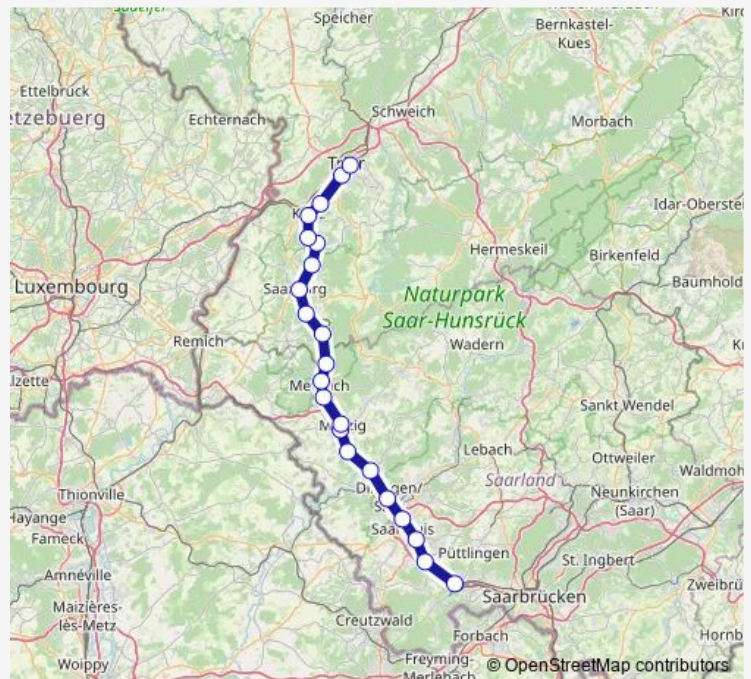 Speicher
Bernkastel-
Kues
Ettelbruck
etzebuerg
Echternach
Schweich
Morbach
Idar-Oberstei
Hermeskeil
Birkenfeld
Baumhold
Luxembourg
Naturpark
Saar-Hunsrück
Remich
Wadern
lzette
Sankt Wendel
Lebach
Ottweiler
Saarland
Waldmoh
Neunkirchen
(Saar)
Thionville
Hayange
Fameck
Püttlingen
St. Ingbert
Amnéville
Zweibrü
Maizières-
lès-Metz
Saarbrücken
Creutzwald
Forbach
Hornb
Woippy
Freyming-
Merlebach
© OpenStreetMap contributors